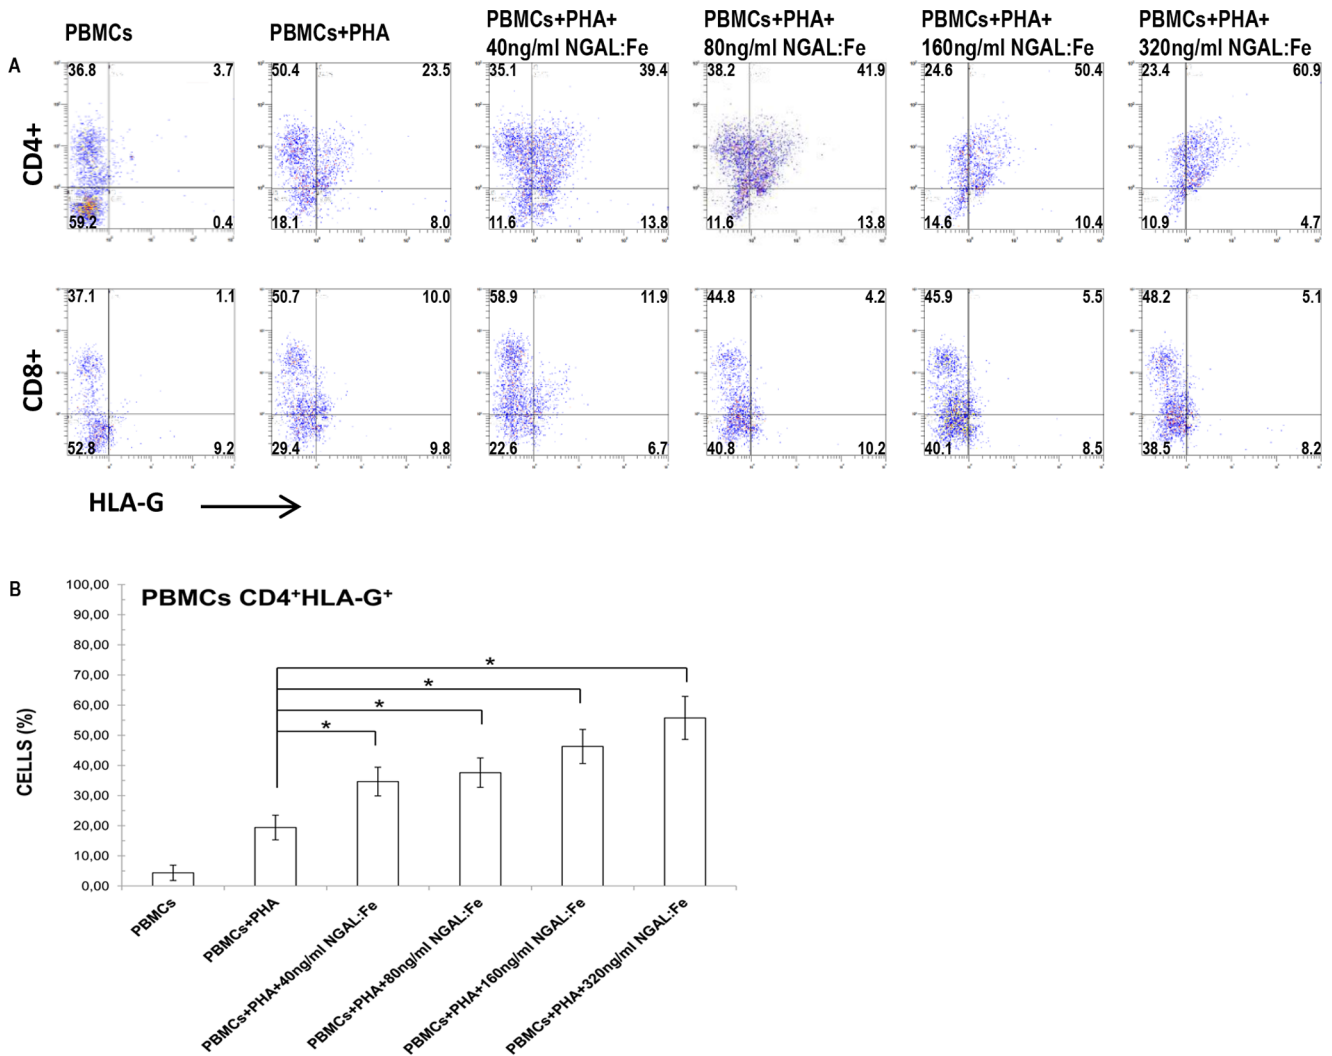 PBMCs
PBMCs+PHA
PBMCs+PHA+
40ng/ml NGAL:Fe
PBMCs+PHA+
80ng/ml NGAL:Fe
PBMCs+PHA+
160ng/ml NGAL:Fe
PBMCs+PHA+
320ng/ml NGAL:Fe
A
CD4+
36.8 3.7
59.2 0.4
50.4 23.5
18.1 8.0
35.1 39.4
11.6 13.8
38.2 41.9
11.6 13.8
24.6 50.4
14.6 10.4
23.4 60.9
10.9 4.7
CD8+
37.1 1.1
52.8 9.2
50.7 10.0
29.4 9.8
58.9 11.9
22.6 6.7
44.8 4.2
40.8 10.2
45.9 5.5
40.1 8.5
48.2 5.1
38.5 8.2
HLA-G
B
PBMCs CD4+HLA-G+
CELLS (%)
100,00
90,00
80,00
70,00
60,00
50,00
40,00
30,00
20,00
10,00
0,00
*
*
*
*
PBMCs
PBMCs+PHA
PBMCs+PHA+40ng/ml NGAL:Fe
PBMCs+PHA+80ng/ml NGAL:Fe
PBMCs+PHA+160ng/ml NGAL:Fe
PBMCs+PHA+320ng/ml NGAL:Fe